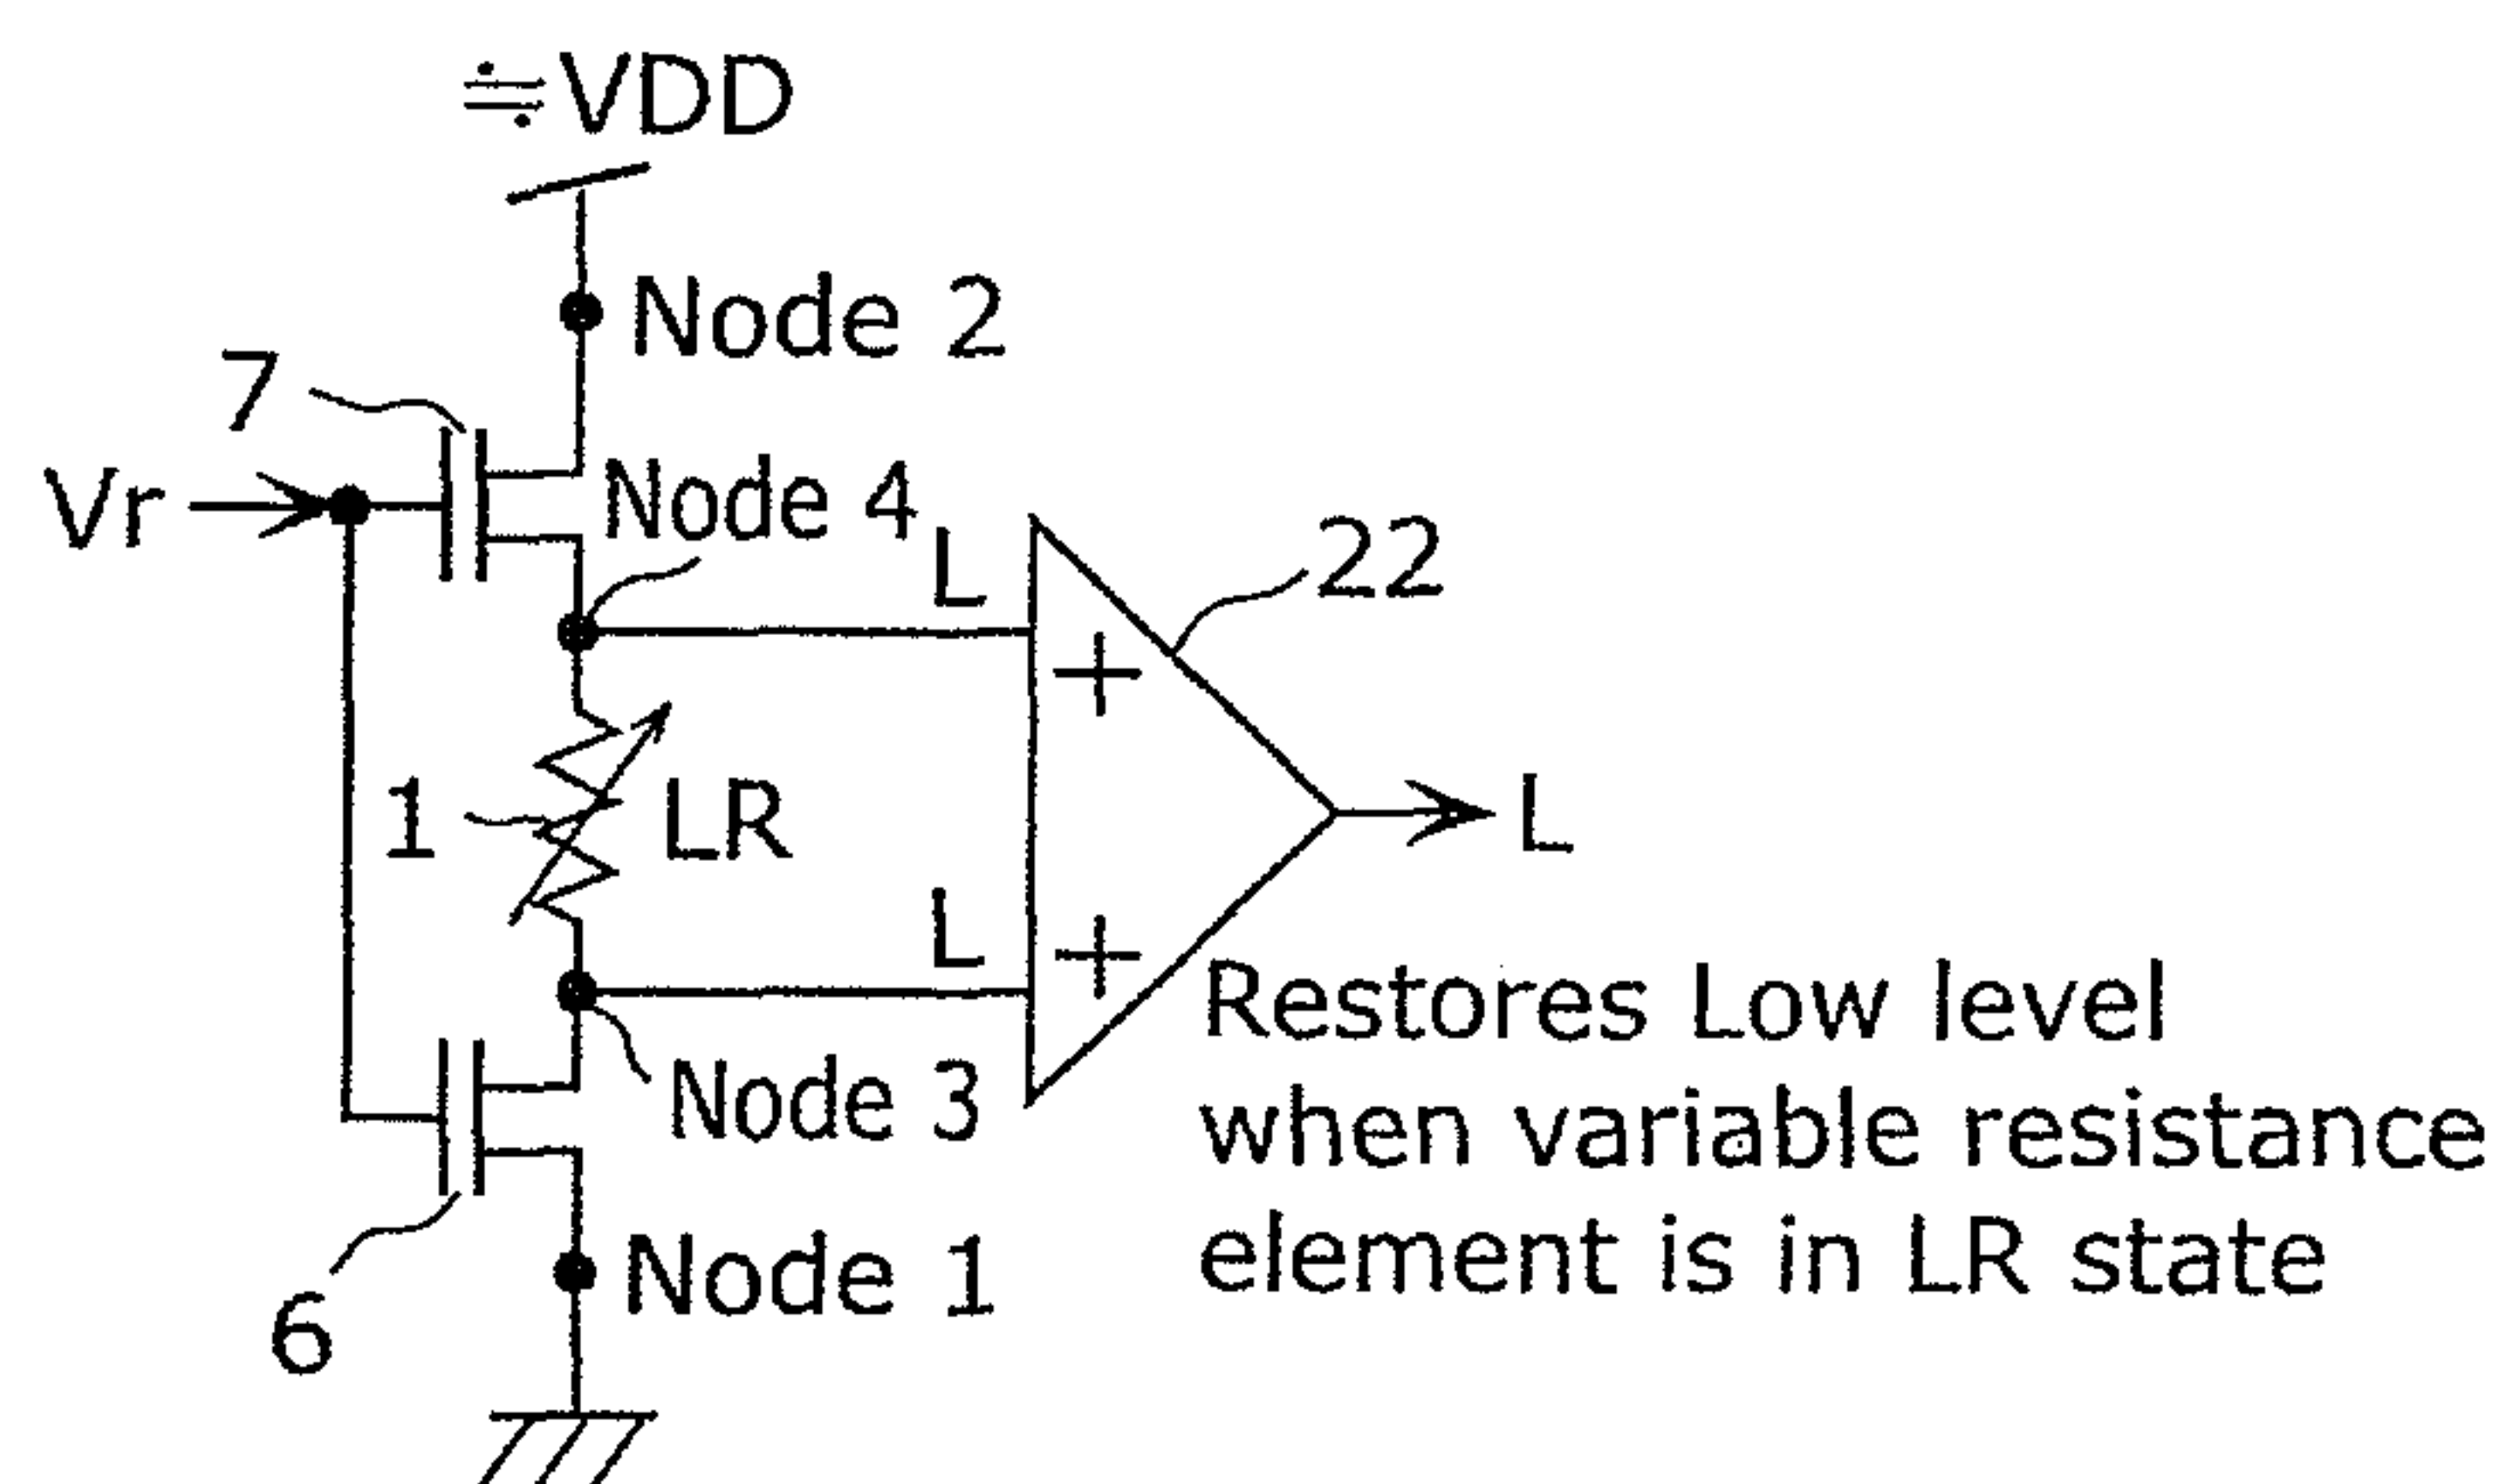 ≒VDD
Node 2
7
Vr
Node 4
L
22
+
1
LR
L
L
+
Node 3
6
Node 1
Restores Low level
when variable resistance
element is in LR state